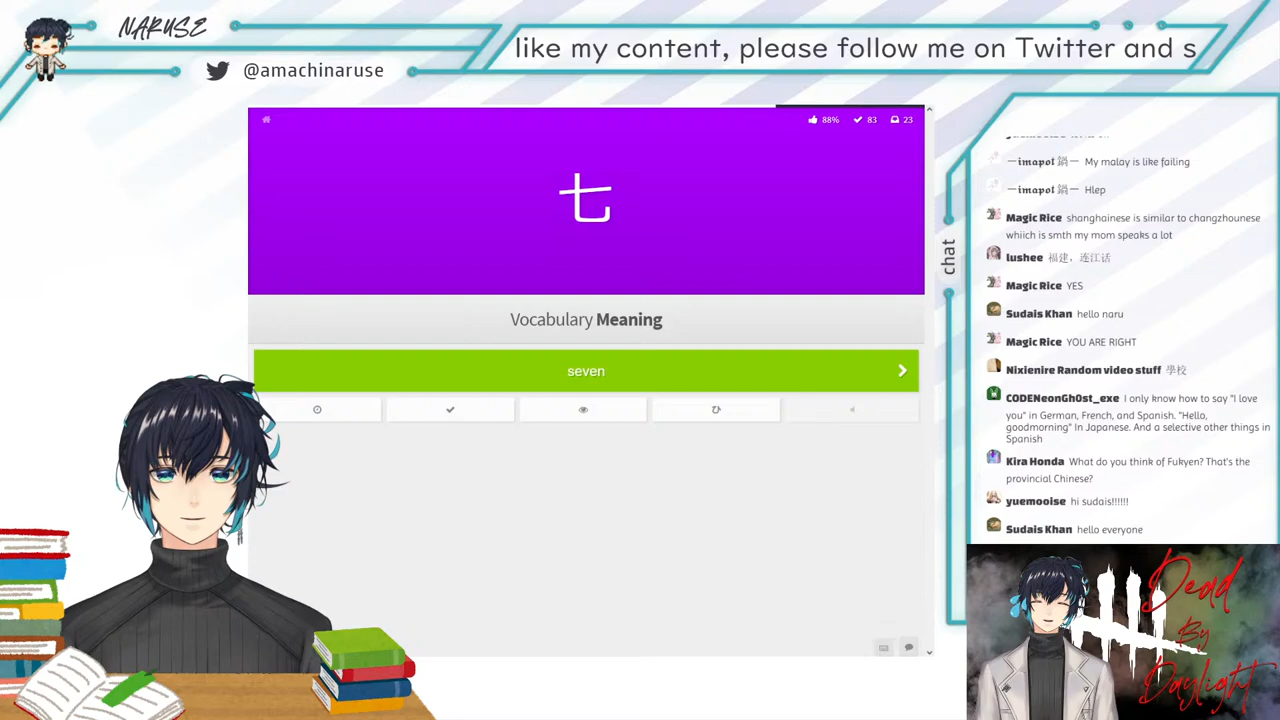 NARUSE
@amachinaruse
like my content, please follow me on Twitter and s
88% 83 23
七
Vocabulary Meaning
seven
ひ
chat
一𝖎𝖒𝖆𝖕𝖔𝖙 鍋一 My malay is like failing
一𝖎𝖒𝖆𝖕𝖔𝖙 鍋一 Hlep
Magic Rice shanghainese is similar to changzhounese
whiich is smth my mom speaks a lot
lushee 福建，连江话
Magic Rice YES
Sudais Khan hello naru
Magic Rice YOU ARE RIGHT
Nixienire Random video stuff 學校
CODENeonGh0st_exe I only know how to say "I love
you" in German, French, and Spanish. "Hello,
goodmorning" In Japanese. And a selective other things in
Spanish
Kira Honda What do you think of Fukyen? That's the
provincial Chinese?
yuemooise hi sudais!!!!!!
Sudais Khan hello everyone
Dead
By
Daylight